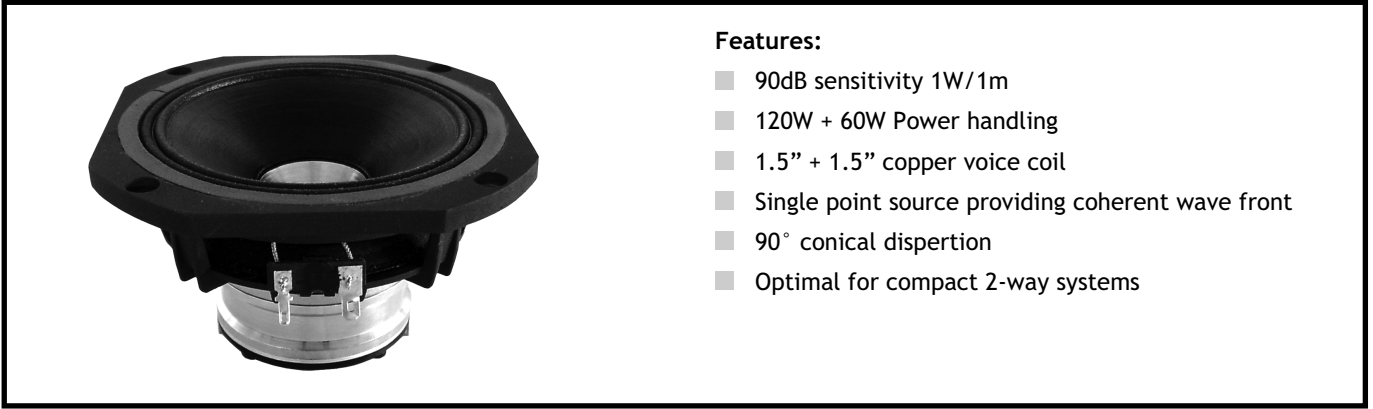 Features:
90dB sensitivity 1W/1m
120W + 60W Power handling
1.5” + 1.5” copper voice coil
Single point source providing coherent wave front
90° conical dispertion
Optimal for compact 2-way systems